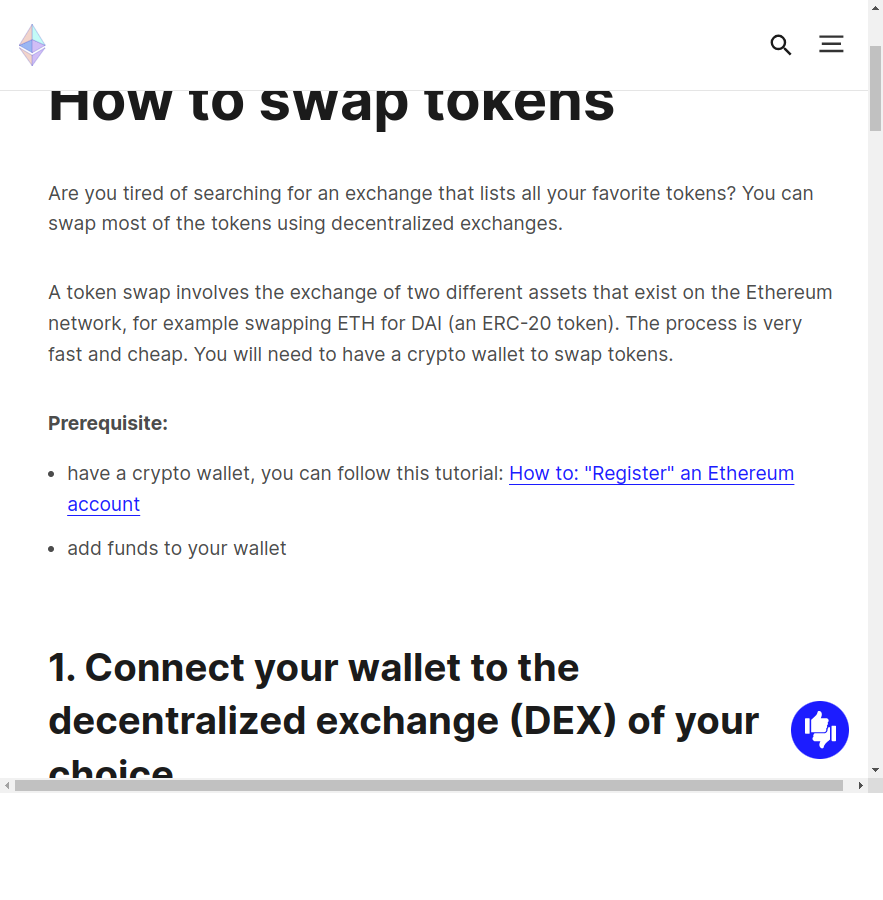 How to swap tokens
Are you tired of searching for an exchange that lists all your favorite tokens? You can
swap most of the tokens using decentralized exchanges.
A token swap involves the exchange of two different assets that exist on the Ethereum
network, for example swapping ETH for DAI (an ERC-20 token). The process is very
fast and cheap. You will need to have a crypto wallet to swap tokens.
Prerequisite:
• have a crypto wallet, you can follow this tutorial: How to: "Register" an Ethereum
account
• add funds to your wallet
1. Connect your wallet to the
decentralized exchange (DEX) of your
choice